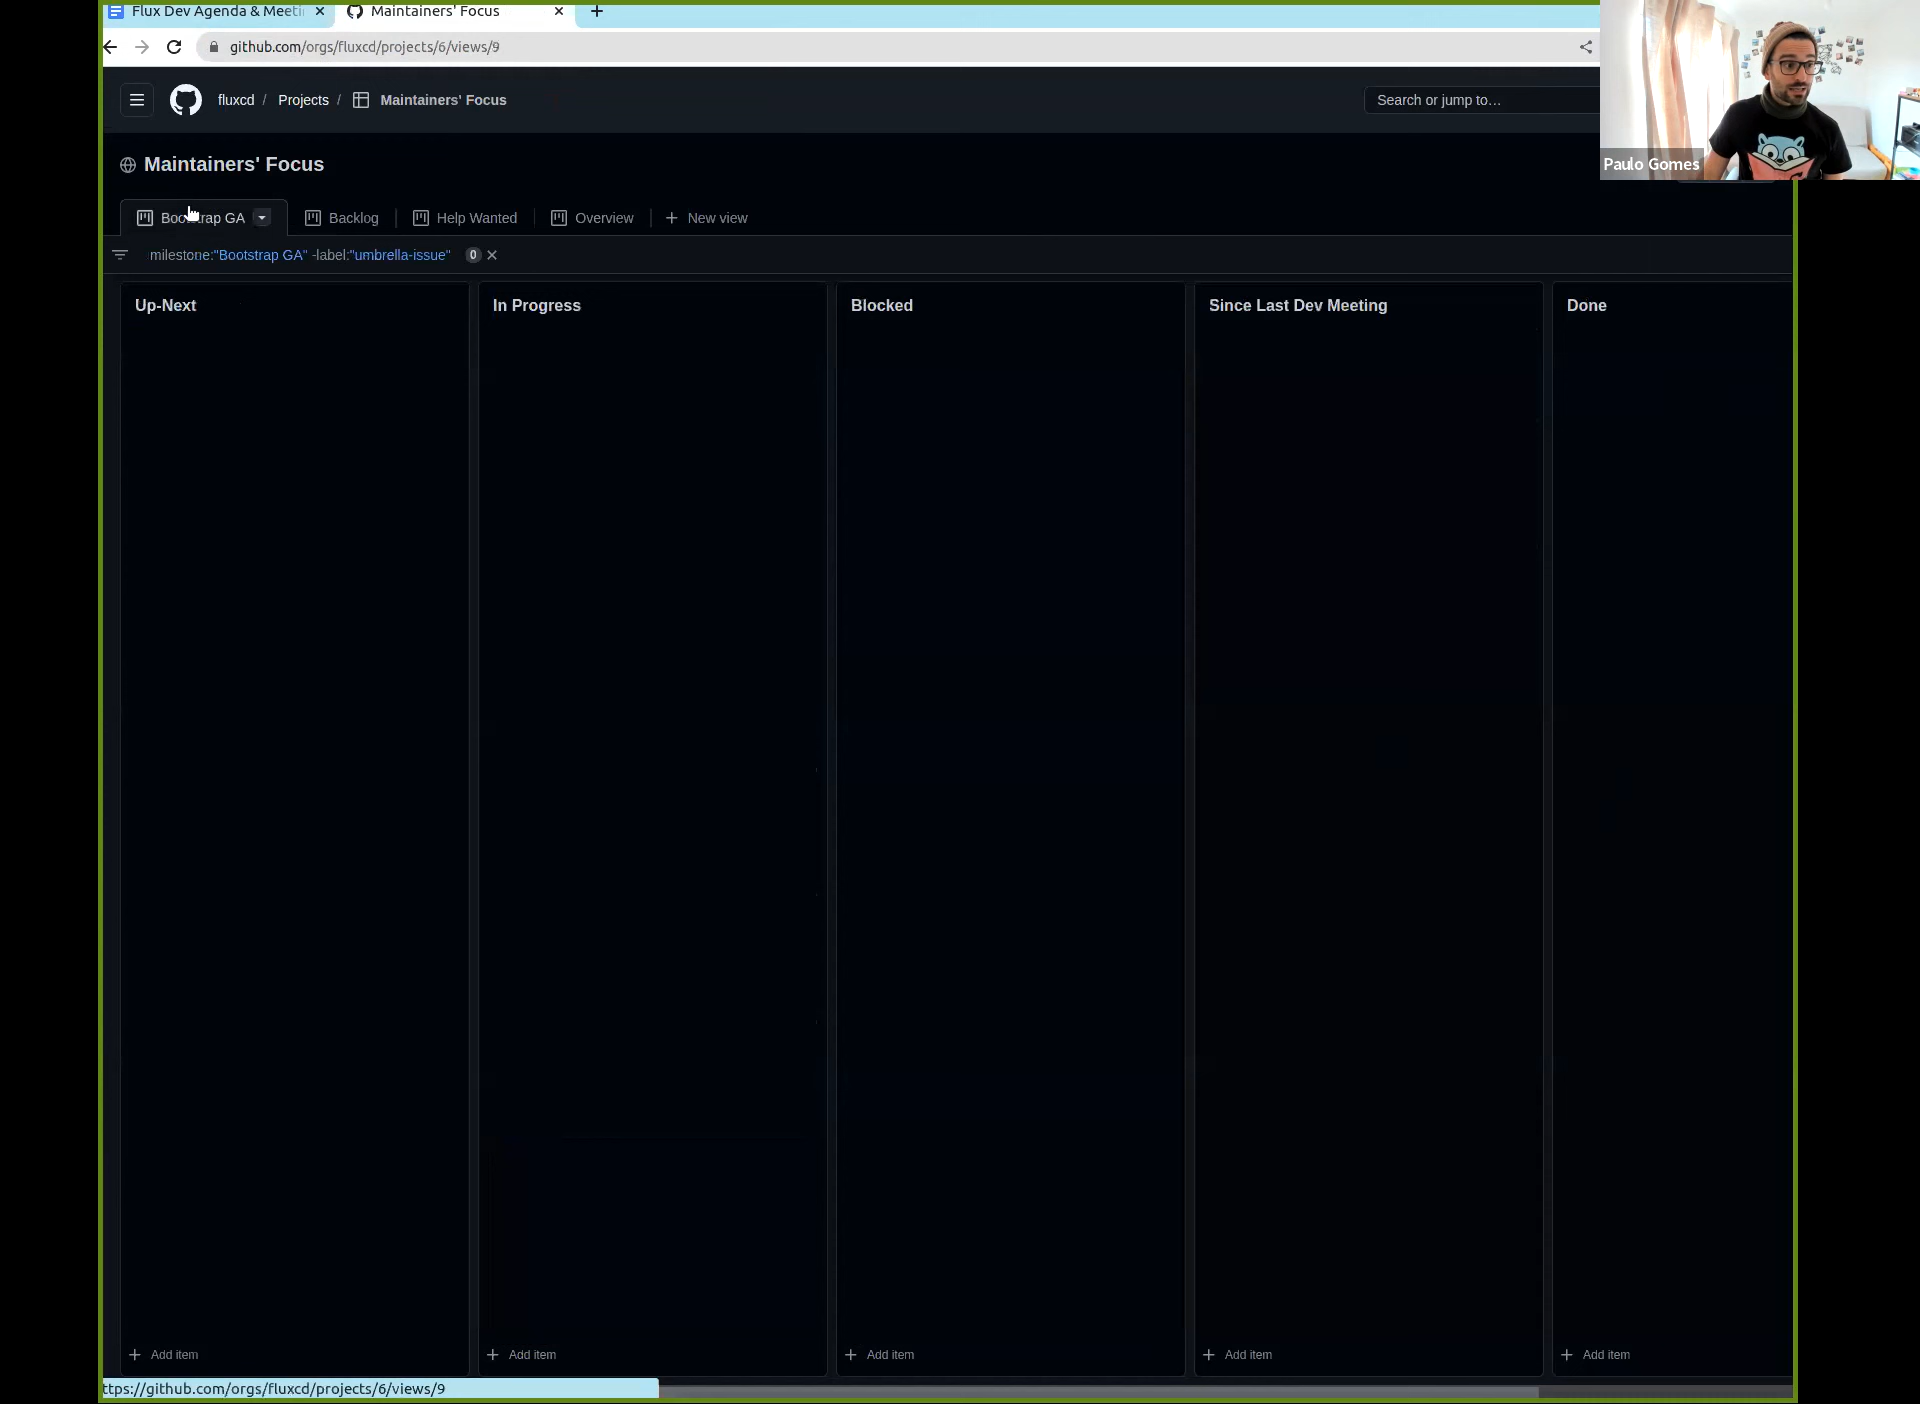 Flux Dev Agenda & Meeti
Maintainers' Focus
github.com/orgs/fluxcd/projects/6/views/9
fluxcd / Projects / Maintainers' Focus
Search or jump to…
Paulo Gomes
Maintainers' Focus
Bootstrap GA
Backlog
Help Wanted
Overview
New view
milestone:"Bootstrap GA" -label:"umbrella-issue" 0
Up-Next
In Progress
Blocked
Since Last Dev Meeting
Done
Add item
Add item
Add item
Add item
Add item
ttps://github.com/orgs/fluxcd/projects/6/views/9